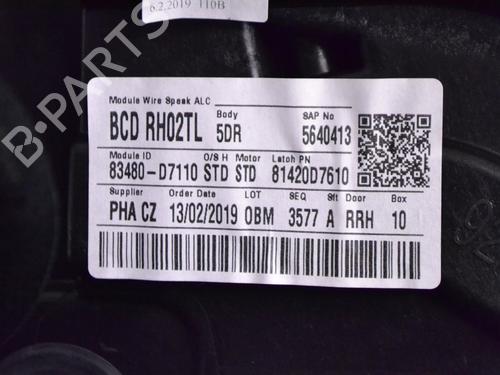 6.2.2019 110B
B-PARTS
Module Wire Speak ALC Body SAP No
BCD RH02TL 5DR 5640413
Module ID O/S H Motor Latch PN
83480-D7110 STD STD 81420D7610
Supplier Order Date LOT SEQ Sft Door Box
PHA CZ 13/02/2019 OBM 3577 A RRH 10